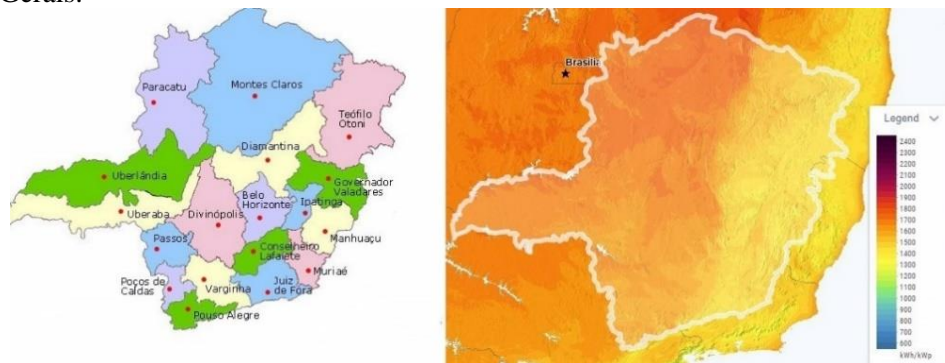 Gerais.
Paracatu
Montes Claros
Teófilo
Otoni
Diamantina
Uberlândia
Governador
Valadares
Belo
Horizonte
Ipatinga
Uberaba
Divinópolis
Manhuaçu
Passos
Conselheiro
Lafaiete
Muriaé
Poços de
Caldas
Varginha
Juiz
de Fora
Pouso Alegre
Brasília
Legend
2400
2300
2200
2100
2000
1900
1800
1700
1600
1500
1400
1300
1200
1100
1000
900
800
700
600
kWh/kWp